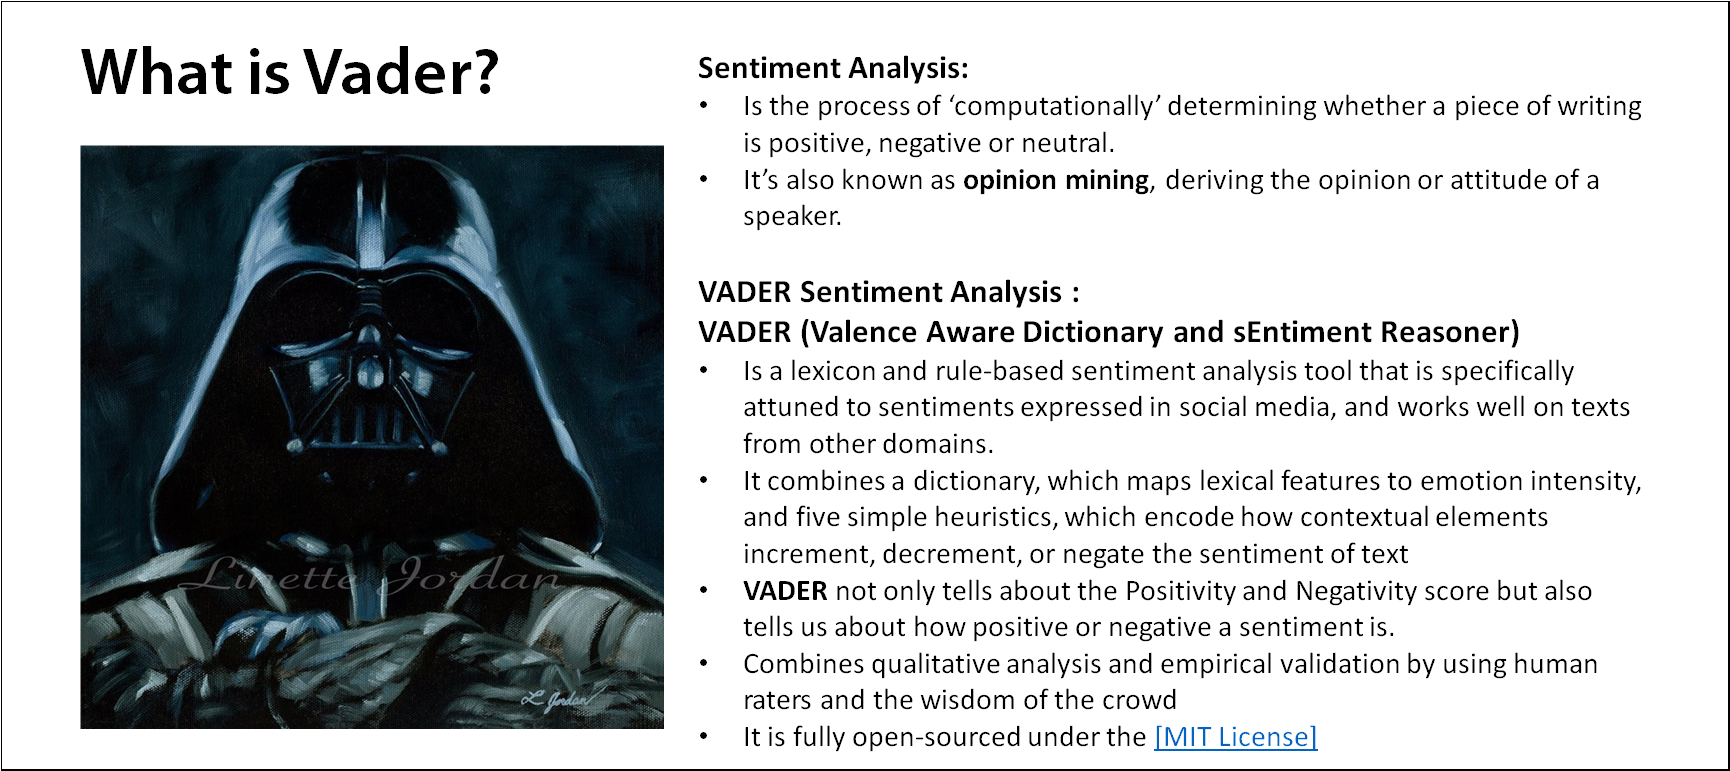 What is Vader?
Linette Jordan
L Jordan
Sentiment Analysis:
• Is the process of ‘computationally’ determining whether a piece of writing
is positive, negative or neutral.
• It’s also known as opinion mining, deriving the opinion or attitude of a
speaker.
VADER Sentiment Analysis :
VADER (Valence Aware Dictionary and sEntiment Reasoner)
• Is a lexicon and rule-based sentiment analysis tool that is specifically
attuned to sentiments expressed in social media, and works well on texts
from other domains.
• It combines a dictionary, which maps lexical features to emotion intensity,
and five simple heuristics, which encode how contextual elements
increment, decrement, or negate the sentiment of text
• VADER not only tells about the Positivity and Negativity score but also
tells us about how positive or negative a sentiment is.
• Combines qualitative analysis and empirical validation by using human
raters and the wisdom of the crowd
• It is fully open-sourced under the [MIT License]